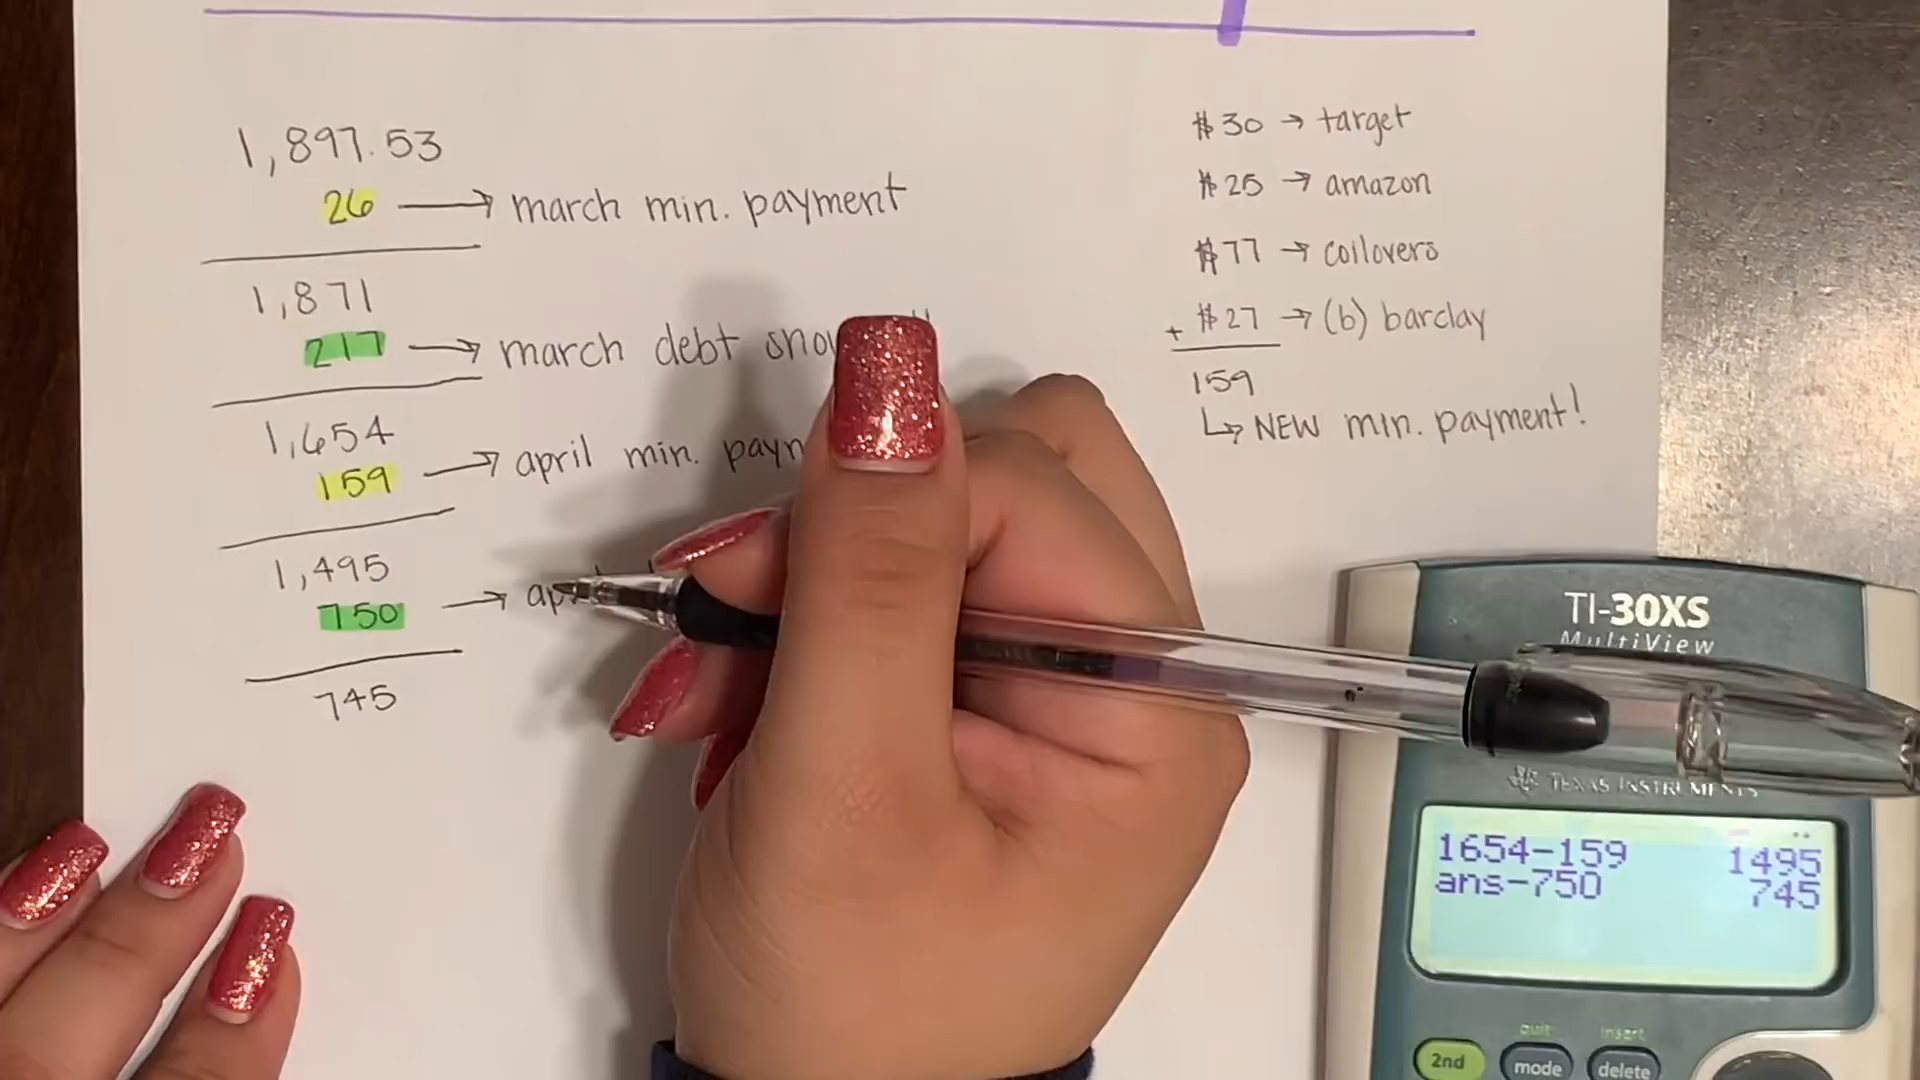 1,897.53
26 → march min. payment
1,871
217 → march debt
1,654
159 → april min.
1,495
750 →
745
$30 → target
$25 → amazon
$77 → coilovers
+ $27 → (b) barclay
159
↳ NEW min. payment!
TI-30XS
MultiView
TEXAS INSTRUMENTS
1654-159 1495
ans-750 745
quit insert
2nd mode delete